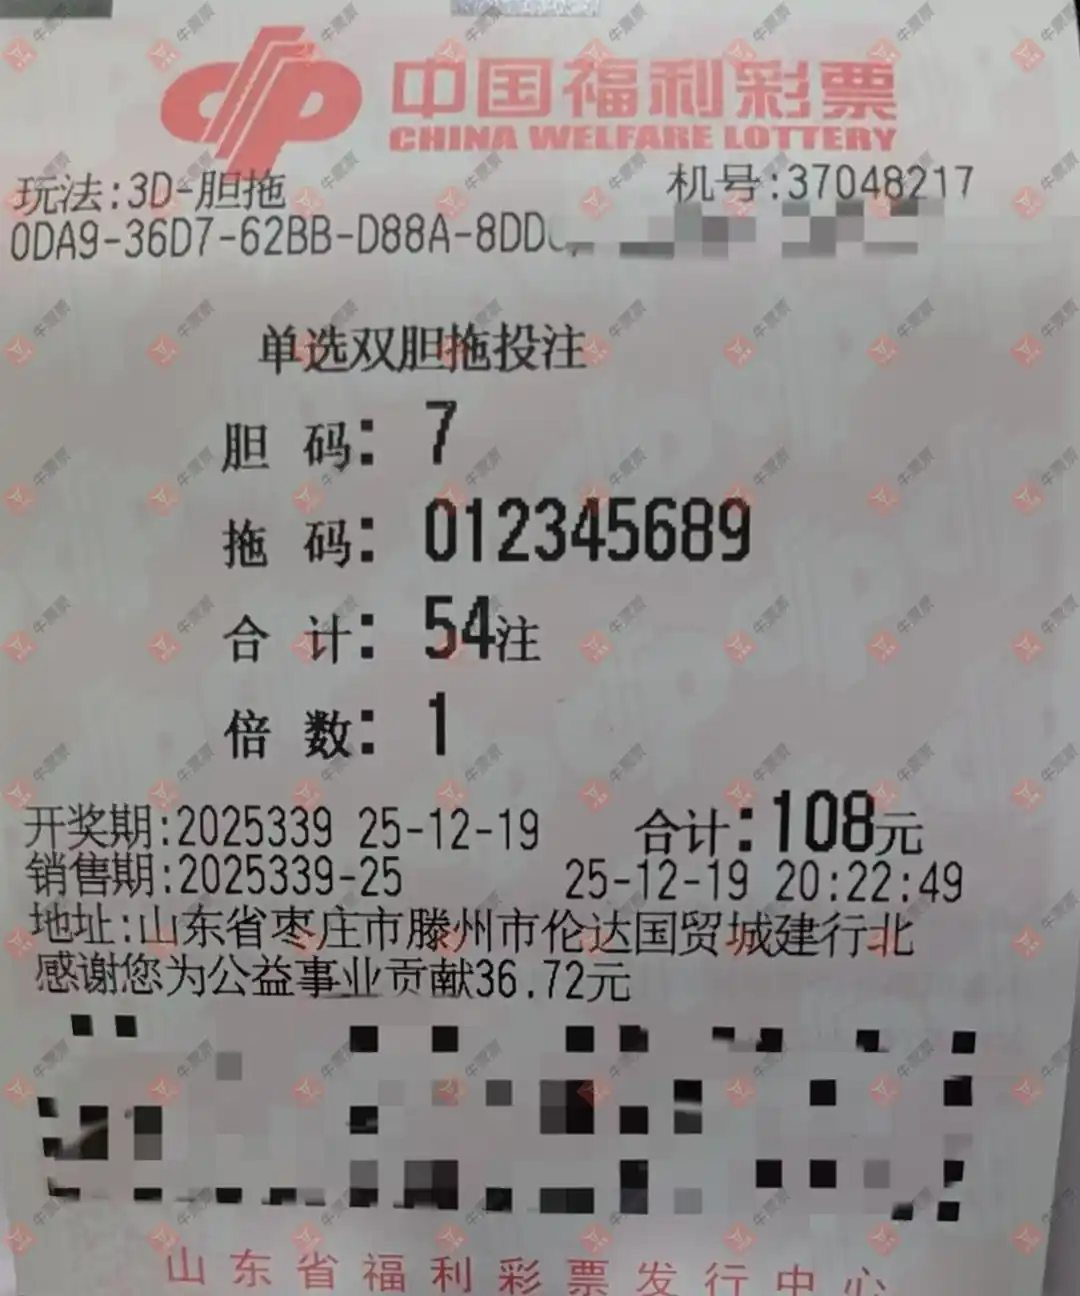 中国福利彩票
CHINA WELFARE LOTTERY
玩法:3D-胆拖 机号:37048217
0DA9-36D7-62BB-D88A-8DD
单选双胆拖投注
胆 码: 7
拖 码: 012345689
合 计: 54注
倍 数: 1
开奖期:2025339 25-12-19 合计:108元
销售期:2025339-25 25-12-19 20:22:49
地址:山东省枣庄市滕州市伦达国贸城建行北
感谢您为公益事业贡献36.72元
山东省福利彩票发行中心
牛票票